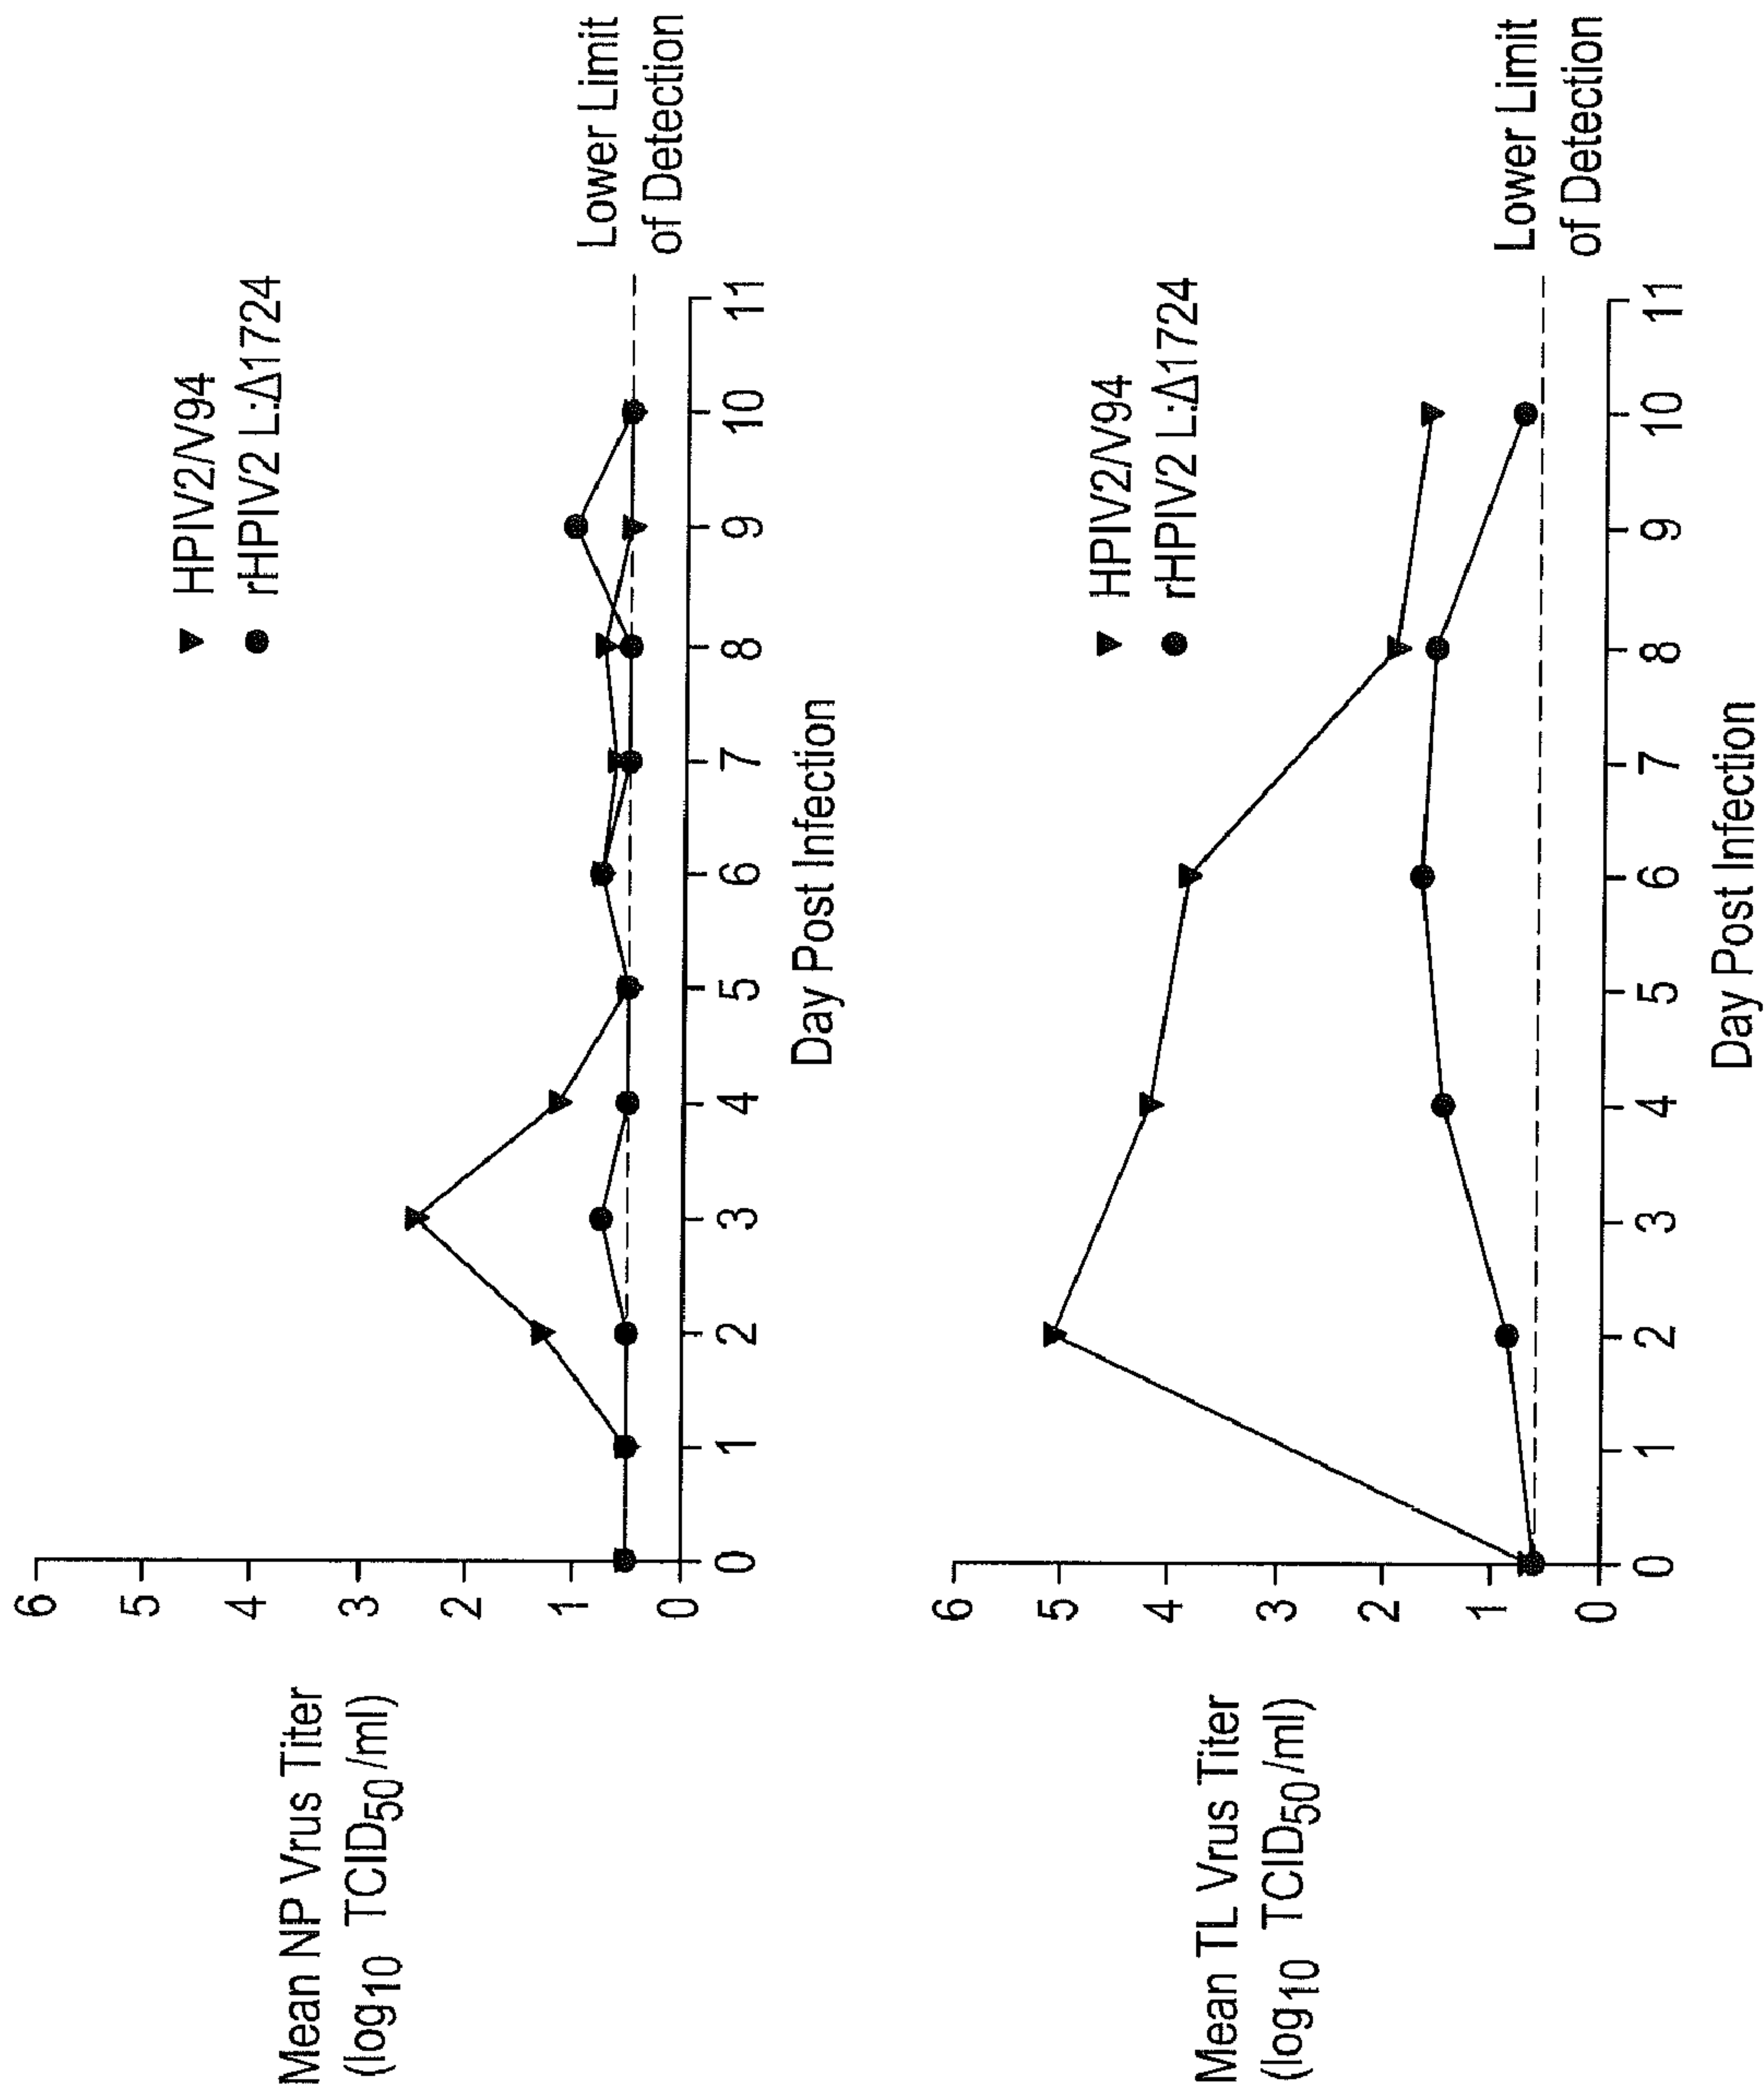 Mean NP Vrus Titer
(log10 TCID50/ml)
6
5
4
3
2
1
0
0 1 2 3 4 5 6 7 8 9 10 11
Day Post Infection
HPIV2/V94
rHPIV2 L:Δ1724
Lower Limit
of Detection
Mean TL Vrus Titer
(log10 TCID50/ml)
6
5
4
3
2
1
0
0 1 2 3 4 5 6 7 8 9 10 11
Day Post Infection
HPIV2/V94
rHPIV2 L:Δ1724
Lower Limit
of Detection